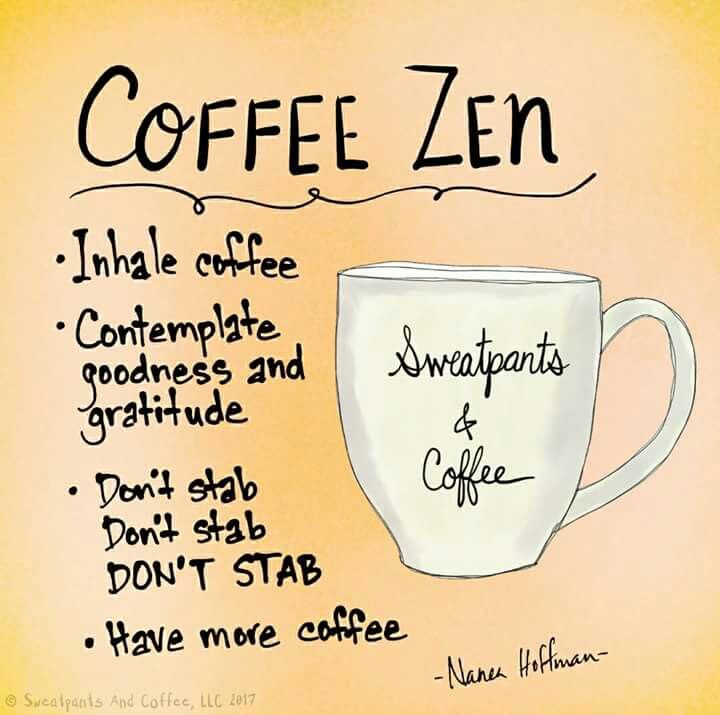 COFFEE ZEN
• Inhale coffee
• Contemplate
goodness and
gratitude
• Don't stab
Don't stab
DON'T STAB
• Have more coffee
Sweatpants
&
Coffee
-Nanea Hoffman-
© Sweatpants And Coffee, LLC 2017